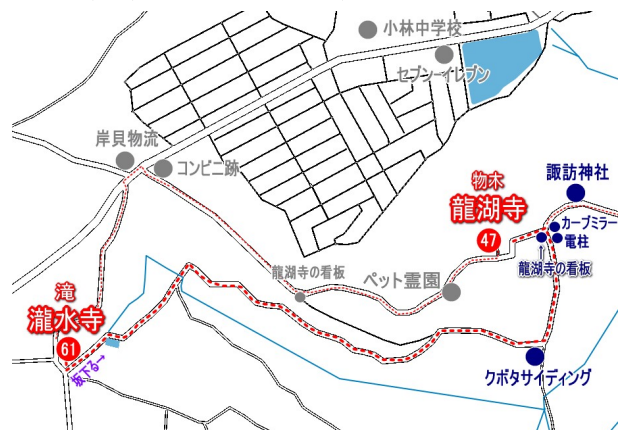 小林中学校
セブン-イレブン
岸貝物流
コンビニ跡
諏訪神社
物木
龍湖寺
47
カーブミラー
電柱
龍湖寺の看板
龍湖寺の看板
ペット霊園
滝
瀧水寺
61
坂下る→
クボタサイディング